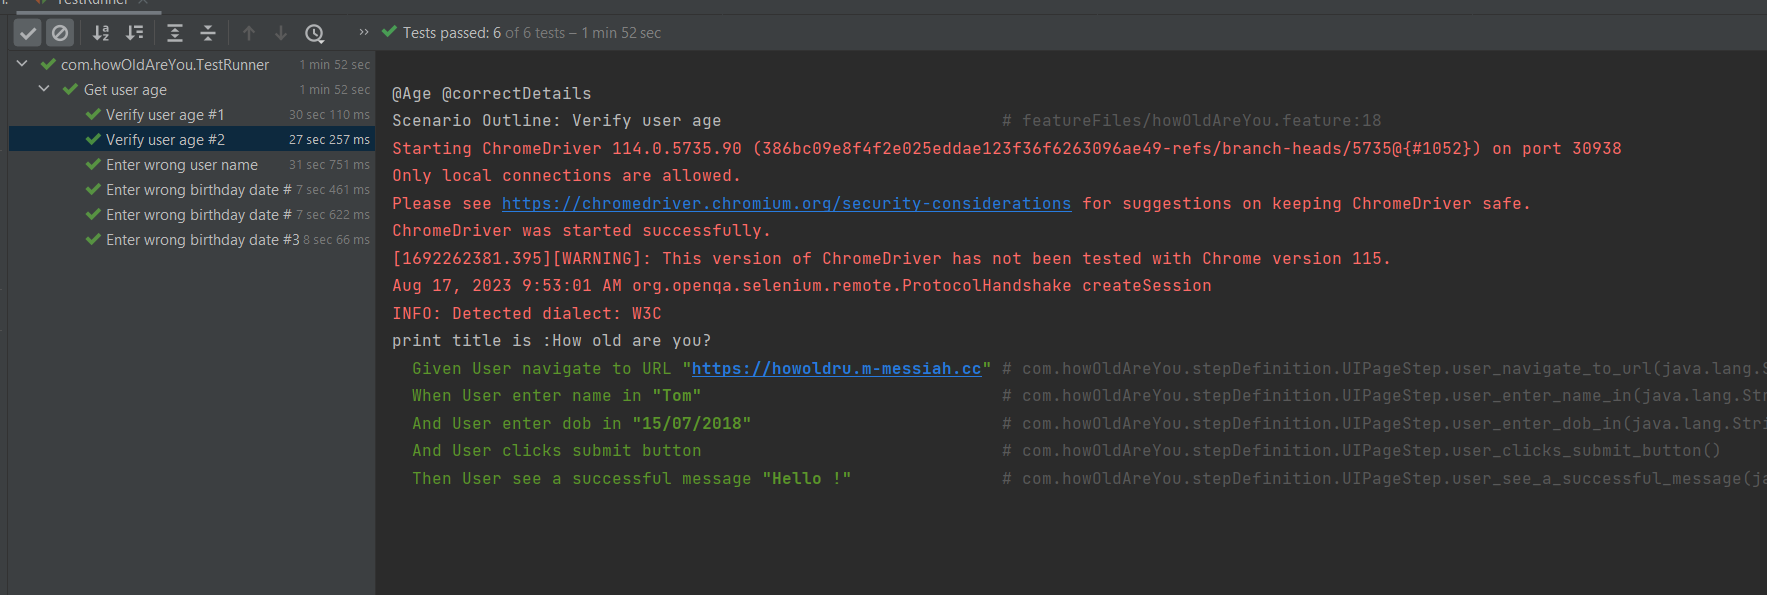 TestRunner
Tests passed: 6 of 6 tests – 1 min 52 sec
com.howOldAreYou.TestRunner 1 min 52 sec
Get user age 1 min 52 sec
Verify user age #1 30 sec 110 ms
Verify user age #2 27 sec 257 ms
Enter wrong user name 31 sec 751 ms
Enter wrong birthday date # 7 sec 461 ms
Enter wrong birthday date # 7 sec 622 ms
Enter wrong birthday date #3 8 sec 66 ms
@Age @correctDetails
Scenario Outline: Verify user age # featureFiles/howOldAreYou.feature:18
Starting ChromeDriver 114.0.5735.90 (386bc09e8f4f2e025eddae123f36f6263096ae49-refs/branch-heads/5735@{#1052}) on port 30938
Only local connections are allowed.
Please see https://chromedriver.chromium.org/security-considerations for suggestions on keeping ChromeDriver safe.
ChromeDriver was started successfully.
[1692262381.395][WARNING]: This version of ChromeDriver has not been tested with Chrome version 115.
Aug 17, 2023 9:53:01 AM org.openqa.selenium.remote.ProtocolHandshake createSession
INFO: Detected dialect: W3C
print title is :How old are you?
Given User navigate to URL "https://howoldru.m-messiah.cc" # com.howOldAreYou.stepDefinition.UIPageStep.user_navigate_to_url(java.lang.S
When User enter name in "Tom" # com.howOldAreYou.stepDefinition.UIPageStep.user_enter_name_in(java.lang.Str
And User enter dob in "15/07/2018" # com.howOldAreYou.stepDefinition.UIPageStep.user_enter_dob_in(java.lang.Stri
And User clicks submit button # com.howOldAreYou.stepDefinition.UIPageStep.user_clicks_submit_button()
Then User see a successful message "Hello !" # com.howOldAreYou.stepDefinition.UIPageStep.user_see_a_successful_message(ja